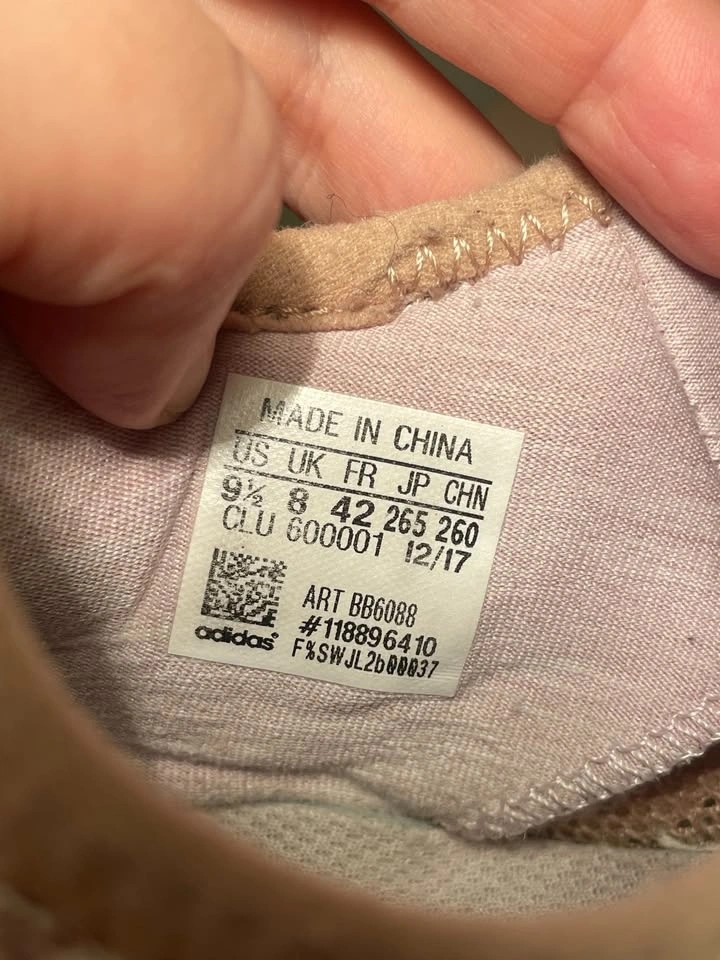 MADE IN CHINA
US UK FR JP CHN
9½ 8 42 265 260
CLU 600001 12/17
ART BB6088
#118896410
adidas®